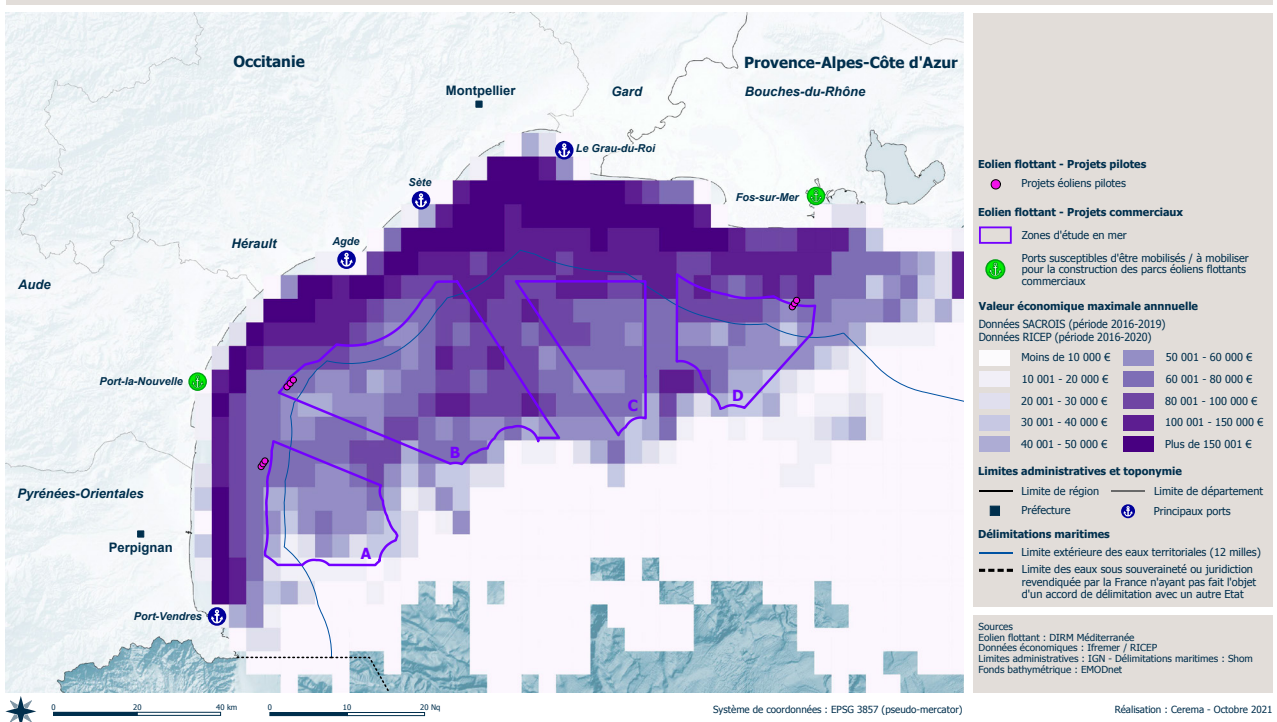 Occitanie
Provence-Alpes-Côte d'Azur
Montpellier
Gard
Bouches-du-Rhône
Le Grau-du-Roi
Sète
Fos-sur-Mer
Hérault
Agde
Aude
Port-la-Nouvelle
C
D
B
Pyrénées-Orientales
Perpignan
A
Port-Vendres
Eolien flottant - Projets pilotes
Projets éoliens pilotes
Eolien flottant - Projets commerciaux
Zones d'étude en mer
Ports susceptibles d'être mobilisés / à mobiliser
pour la construction des parcs éoliens flottants
commerciaux
Valeur économique maximale annnuelle
Données SACROIS (période 2016-2019)
Données RICEP (période 2016-2020)
Moins de 10 000 € 50 001 - 60 000 €
10 001 - 20 000 € 60 001 - 80 000 €
20 001 - 30 000 € 80 001 - 100 000 €
30 001 - 40 000 € 100 001 - 150 000 €
40 001 - 50 000 € Plus de 150 001 €
Limites administratives et toponymie
Limite de région Limite de département
Préfecture Principaux ports
Délimitations maritimes
Limite extérieure des eaux territoriales (12 milles)
Limite des eaux sous souveraineté ou juridiction
revendiquée par la France n'ayant pas fait l'objet
d'un accord de délimitation avec un autre Etat
Sources
Eolien flottant : DIRM Méditerranée
Données économiques : Ifremer / RICEP
Limites administratives : IGN - Délimitations maritimes : Shom
Fonds bathymétrique : EMODnet
0 20 40 km 0 10 20 Nq
Système de coordonnées : EPSG 3857 (pseudo-mercator)
Réalisation : Cerema - Octobre 2021